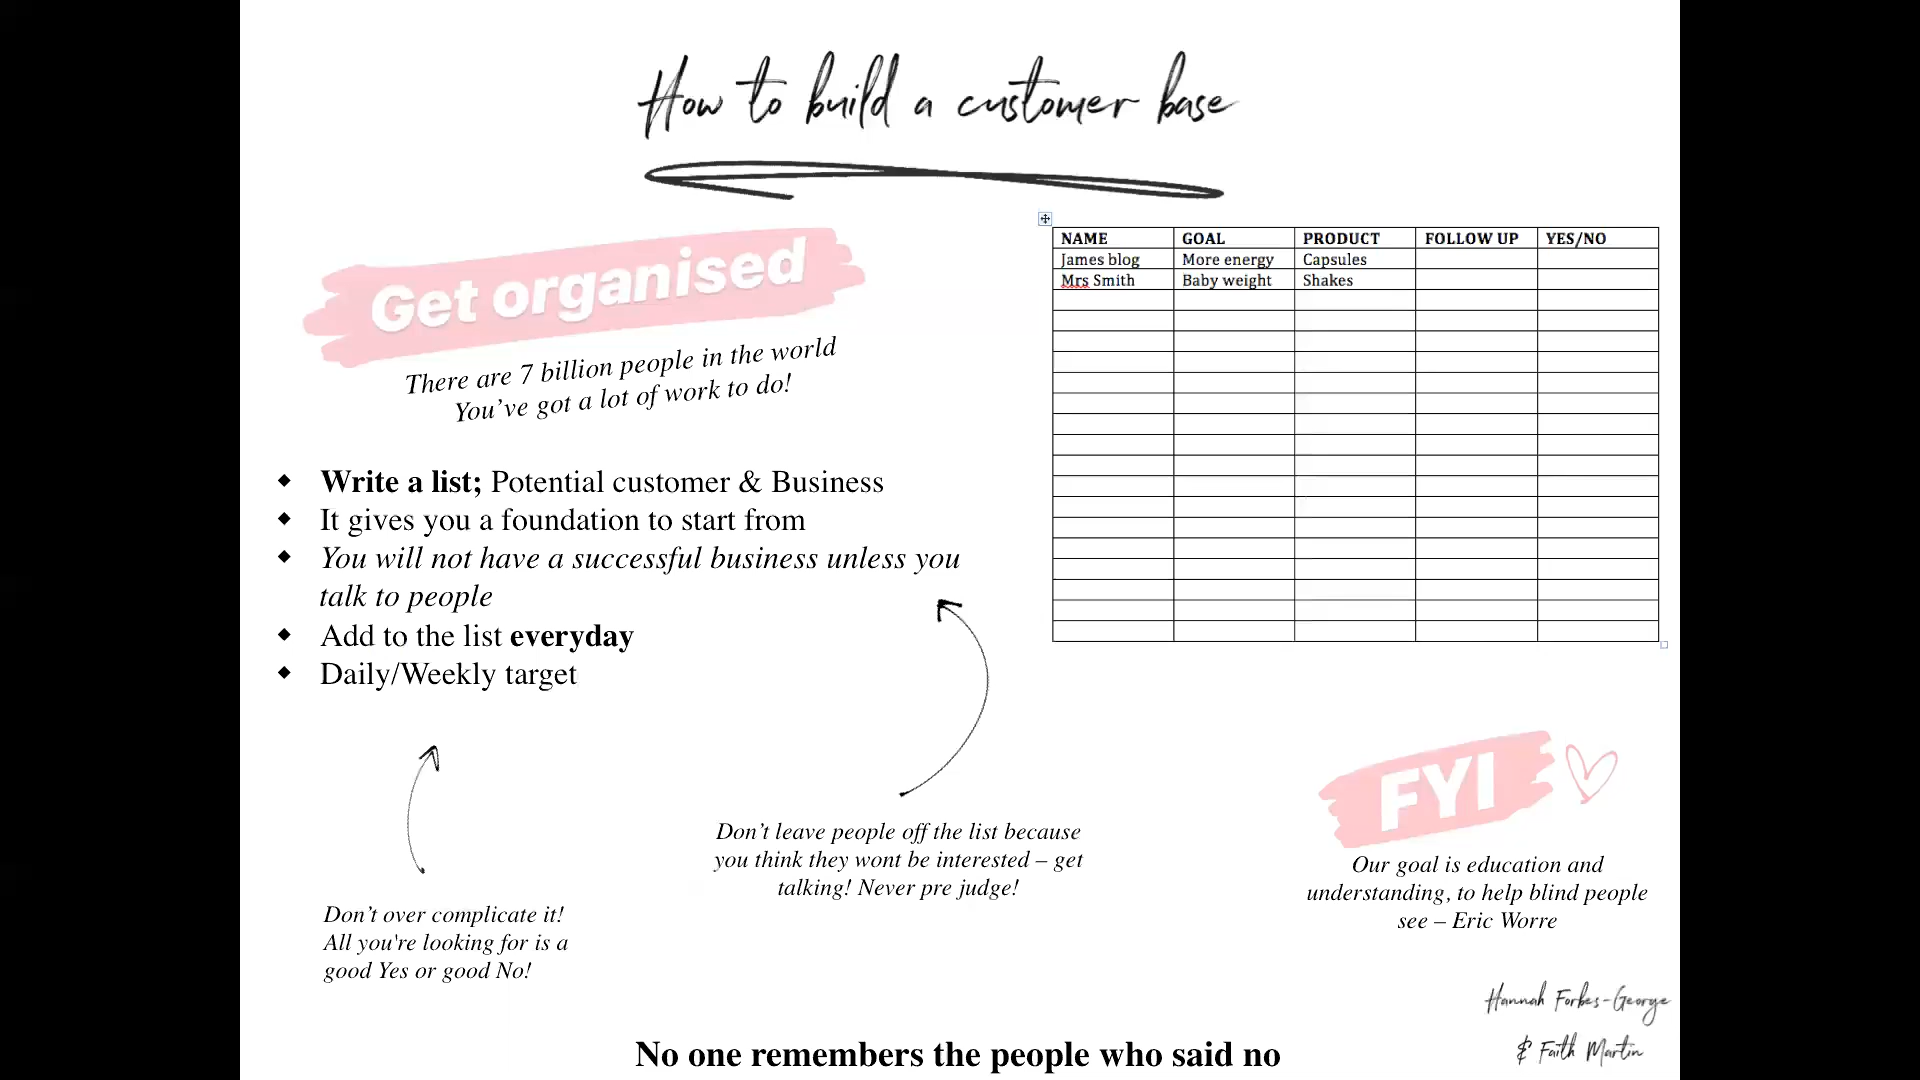 How to build a customer base
Get organised
There are 7 billion people in the world
You’ve got a lot of work to do!
Write a list; Potential customer & Business
It gives you a foundation to start from
You will not have a successful business unless you
talk to people
Add to the list everyday
Daily/Weekly target
Don’t over complicate it!
All you're looking for is a
good Yes or good No!
Don’t leave people off the list because
you think they wont be interested – get
talking! Never pre judge!
NAME GOAL PRODUCT FOLLOW UP YES/NO
James blog More energy Capsules
Mrs Smith Baby weight Shakes
FYI
Our goal is education and
understanding, to help blind people
see – Eric Worre
Hannah Forbes-George
& Faith Martin
No one remembers the people who said no